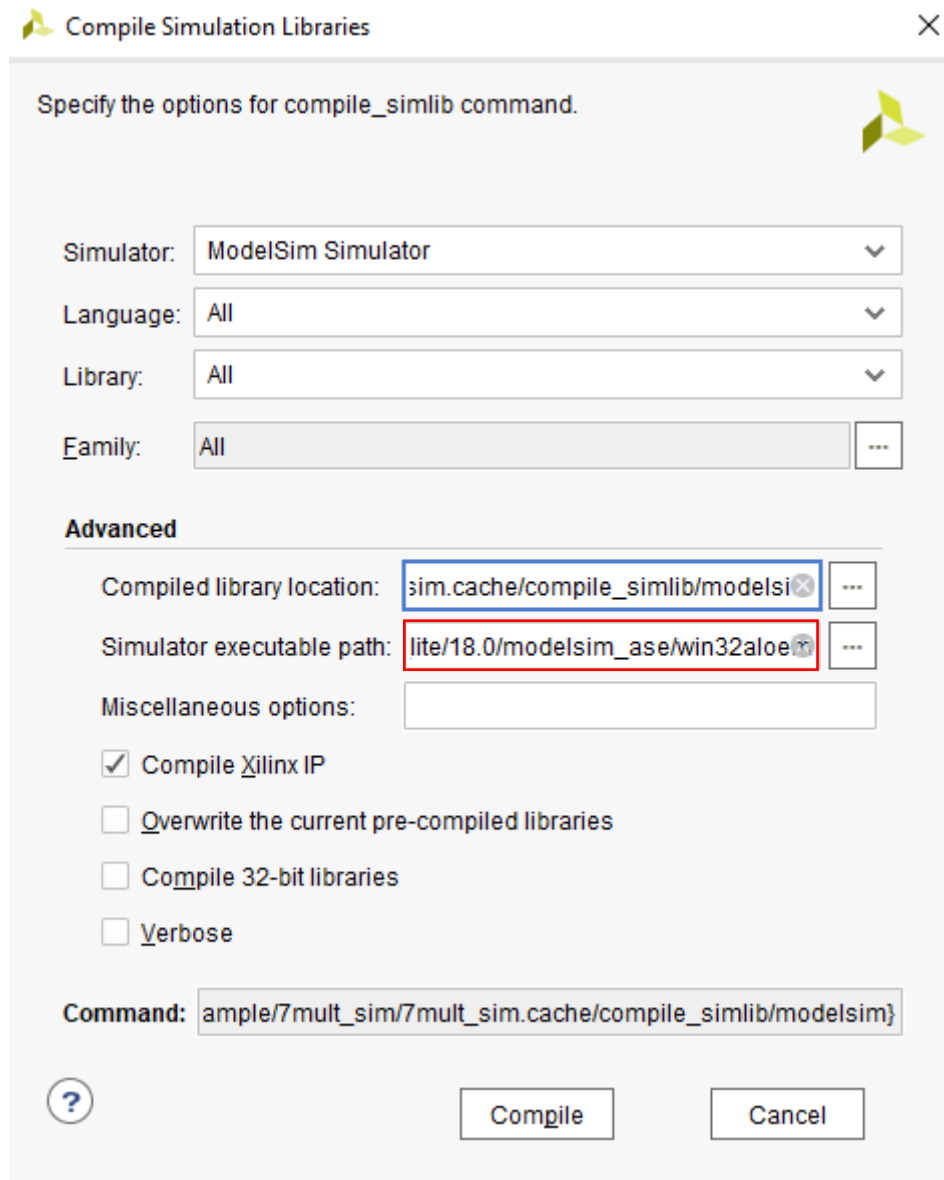 Compile Simulation Libraries
Specify the options for compile_simlib command.
Simulator: ModelSim Simulator
Language: All
Library: All
Family: All ...
Advanced
Compiled library location: sim.cache/compile_simlib/modelsi ...
Simulator executable path: lite/18.0/modelsim_ase/win32aloe ...
Miscellaneous options:
Compile Xilinx IP
Overwrite the current pre-compiled libraries
Compile 32-bit libraries
Verbose
Command: ample/7mult_sim/7mult_sim.cache/compile_simlib/modelsim}
? Compile Cancel